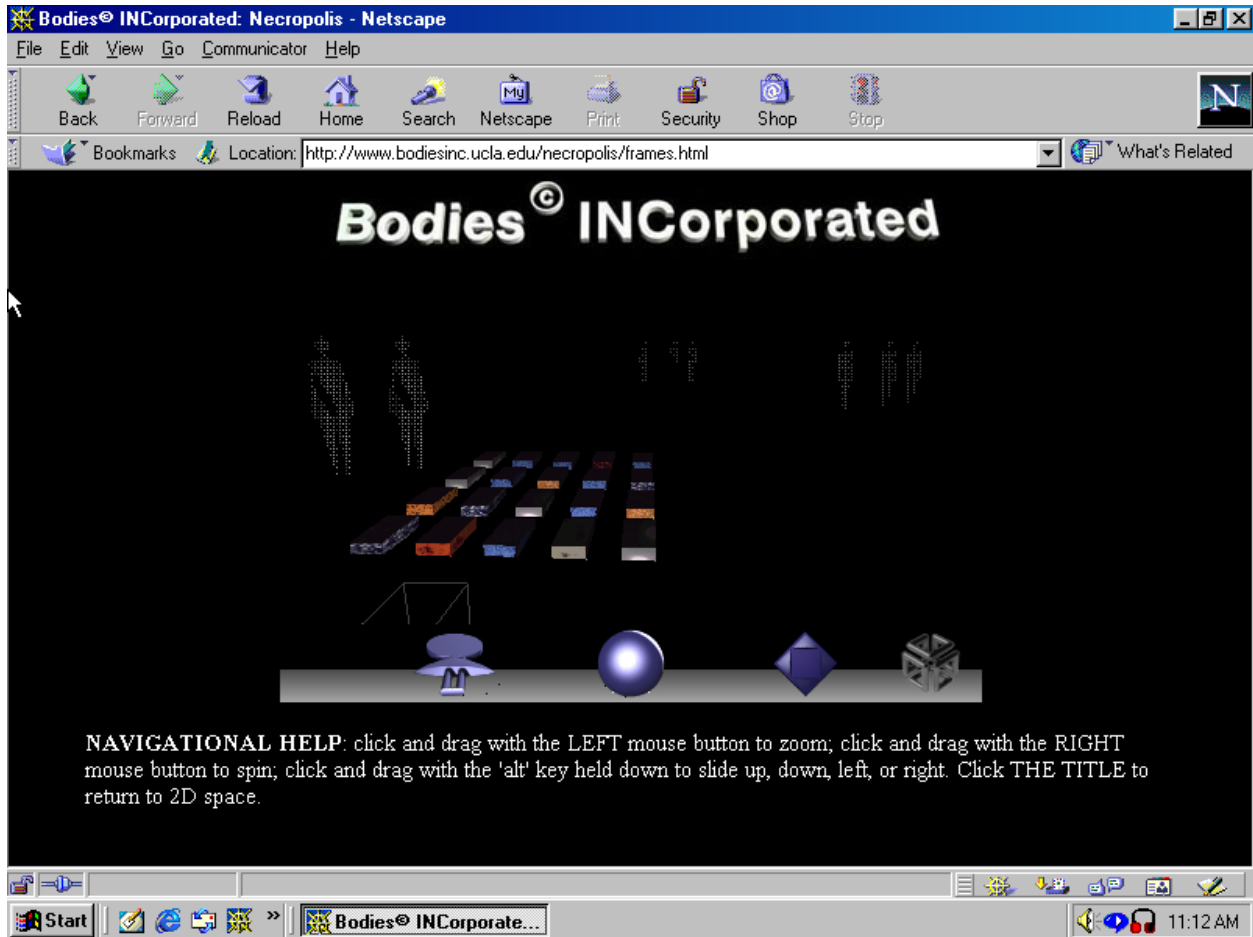 Bodies© INCorporated: Necropolis - Netscape
File Edit View Go Communicator Help
My N
Back Forward Reload Home Search Netscape Print Security Shop Stop
Bookmarks Location: http://www.bodiesinc.ucla.edu/necropolis/frames.html What's Related
Bodies© INCorporated
NAVIGATIONAL HELP: click and drag with the LEFT mouse button to zoom; click and drag with the RIGHT
mouse button to spin; click and drag with the 'alt' key held down to slide up, down, left, or right. Click THE TITLE to
return to 2D space.
Start » Bodies© INCorporate... 11:12 AM